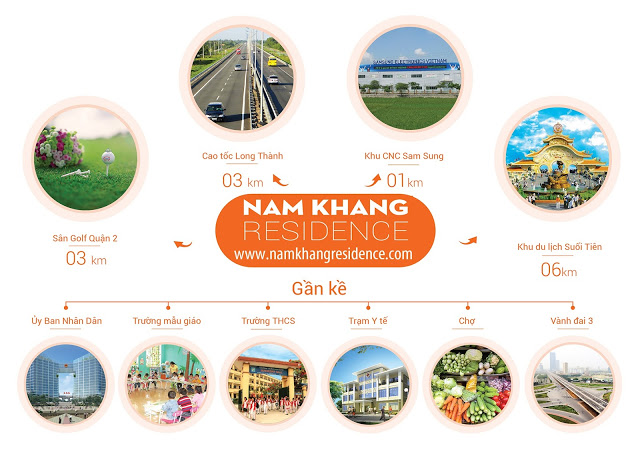 SAMSUNG ELECTRONICS VIETNAM
Cao tốc Long Thành
03 km
Khu CNC Sam Sung
01 km
Sân Golf Quận 2
03 km
NAM KHANG
RESIDENCE
www.namkhangresidence.com
Khu du lịch Suối Tiên
06km
Gần kề
Ủy Ban Nhân Dân
Trường mẫu giáo
Trường THCS
Trạm Y tế
Chợ
Vành đai 3